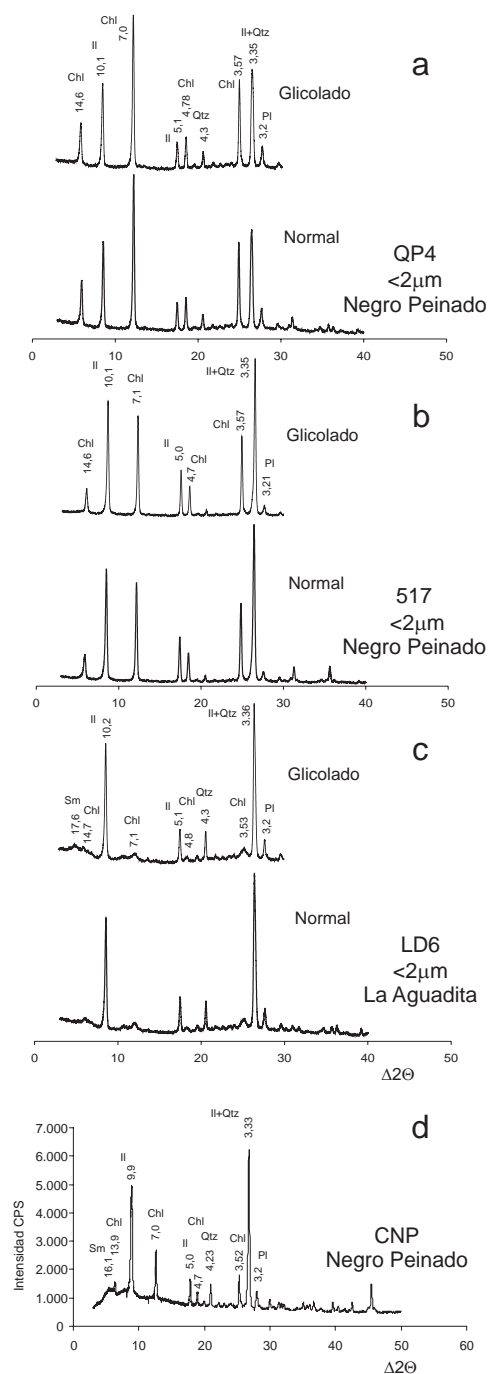 a
Chl
14,6
Il
10,1
Chl
7,0
Il
5,1
Chl
4,78
Qtz
4,3
Chl
3,57
Il+Qtz
3,35
3,2
Pl
Glicolado
Normal
QP4
<2μm
Negro Peinado
0 10 20 30 40 50
b
Chl
14,6
Il
10,1
Chl
7,1
Il
5,0
Chl
4,7
Chl
3,57
Il+Qtz
3,35
Pl
3,21
Glicolado
Normal
517
<2μm
Negro Peinado
0 10 20 30 40 50
c
Sm
17,6
Chl
14,7
Il
10,2
Chl
7,1
Il
5,1
Chl
4,8
Qtz
4,3
Chl
3,53
Il+Qtz
3,36
Pl
3,2
Glicolado
Normal
LD6
<2μm
La Aguadita
0 10 20 30 40 50
Δ2Θ
d
Intensidad CPS
7.000
6.000
5.000
4.000
3.000
2.000
1.000
0
Sm
16,1
Chl
13,9
Il
9,9
Chl
7,0
Il
5,0
Chl
4,7
Qtz
4,23
Chl
3,52
Il+Qtz
3,33
Pl
3,2
CNP
Negro Peinado
0 10 20 30 40 50 60
Δ2Θ